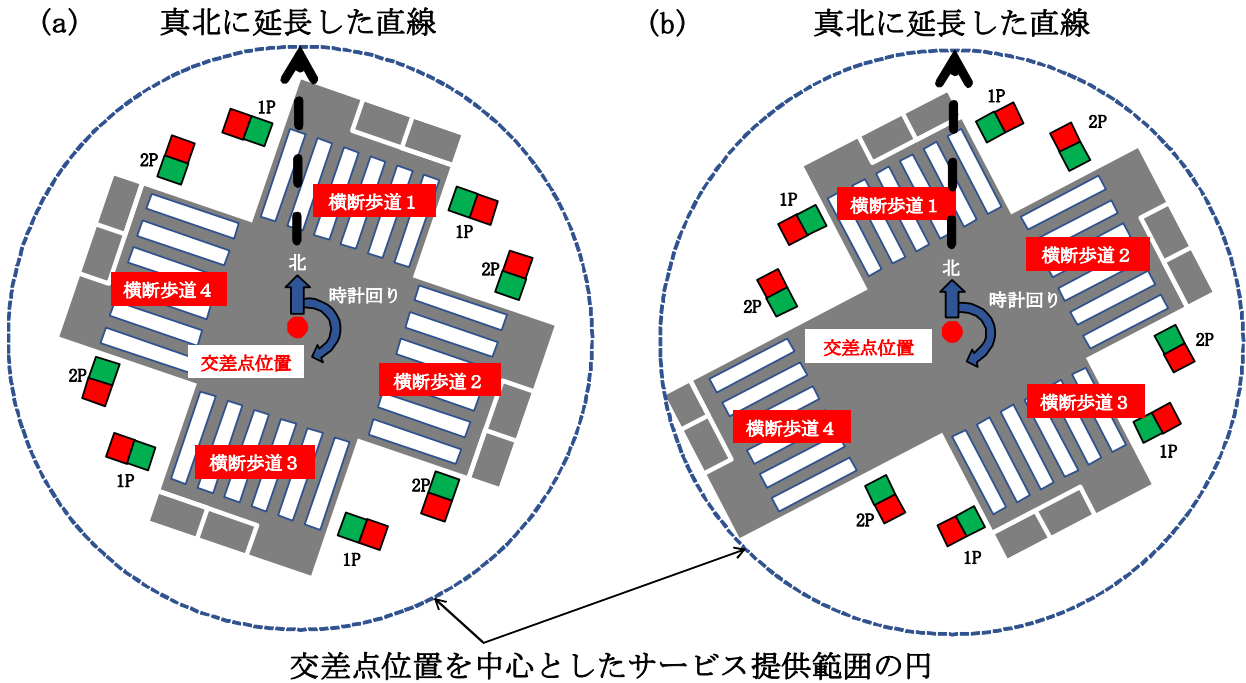 (a)
真北に延長した直線
1P
2P
横断歩道１
1P
2P
北
時計回り
横断歩道４
交差点位置
横断歩道２
2P
1P
横断歩道３
2P
1P
(b)
真北に延長した直線
1P
2P
1P
横断歩道１
横断歩道２
2P
北
時計回り
交差点位置
2P
横断歩道３
1P
横断歩道４
2P
1P
交差点位置を中心としたサービス提供範囲の円